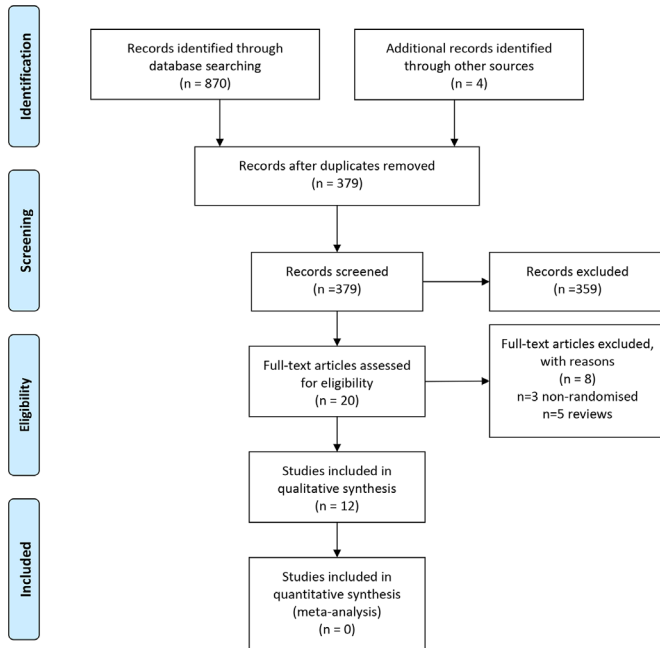 Identification
Records identified through
database searching
(n = 870)
Additional records identified
through other sources
(n = 4)
Records after duplicates removed
(n = 379)
Screening
Records screened
(n =379)
Records excluded
(n =359)
Eligibility
Full-text articles assessed
for eligibility
(n = 20)
Full-text articles excluded,
with reasons
(n = 8)
n=3 non-randomised
n=5 reviews
Studies included in
qualitative synthesis
(n = 12)
Included
Studies included in
quantitative synthesis
(meta-analysis)
(n = 0)